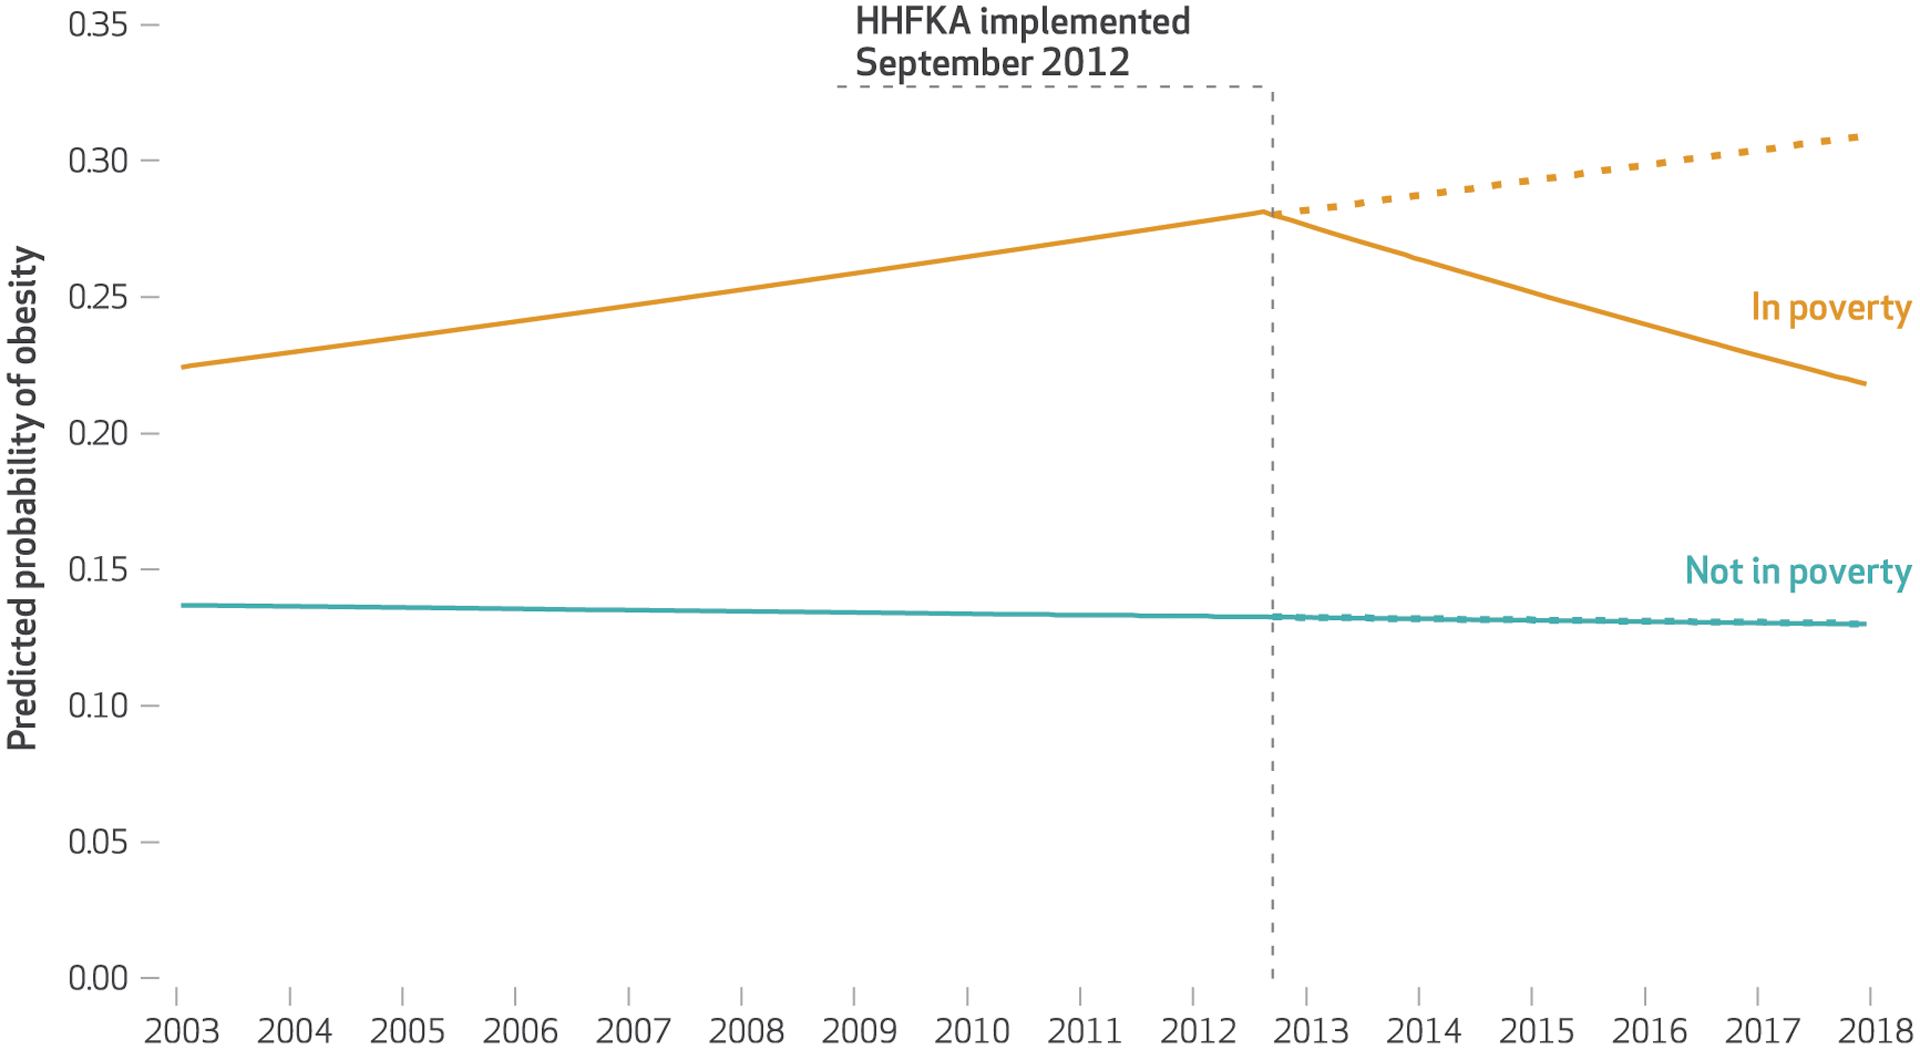 HHFKA implemented
September 2012
0.35
0.30
0.25
0.20
0.15
0.10
0.05
0.00
Predicted probability of obesity
In poverty
Not in poverty
2003 2004 2005 2006 2007 2008 2009 2010 2011 2012 2013 2014 2015 2016 2017 2018